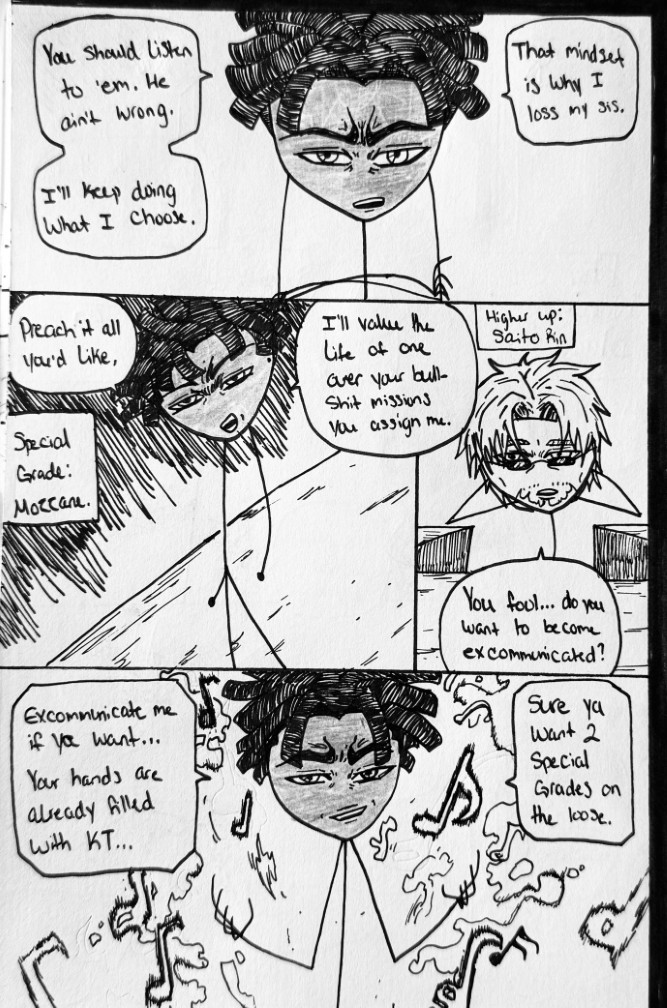 You should listen
to 'em. He
ain't wrong.
I'll keep doing
what I choose.
That mindset
is why I
loss my sis.
Preach it all
you'd like,
I'll value the
life of one
over your bull-
shit missions
you assign me.
Special
Grade:
Mozzane.
Higher up:
Saito Rin
You foul... do you
want to become
excommunicated?
Excommunicate me
if you want...
Your hands are
already filled
with KT...
Sure ya
want 2
Special
Grades on
the loose.